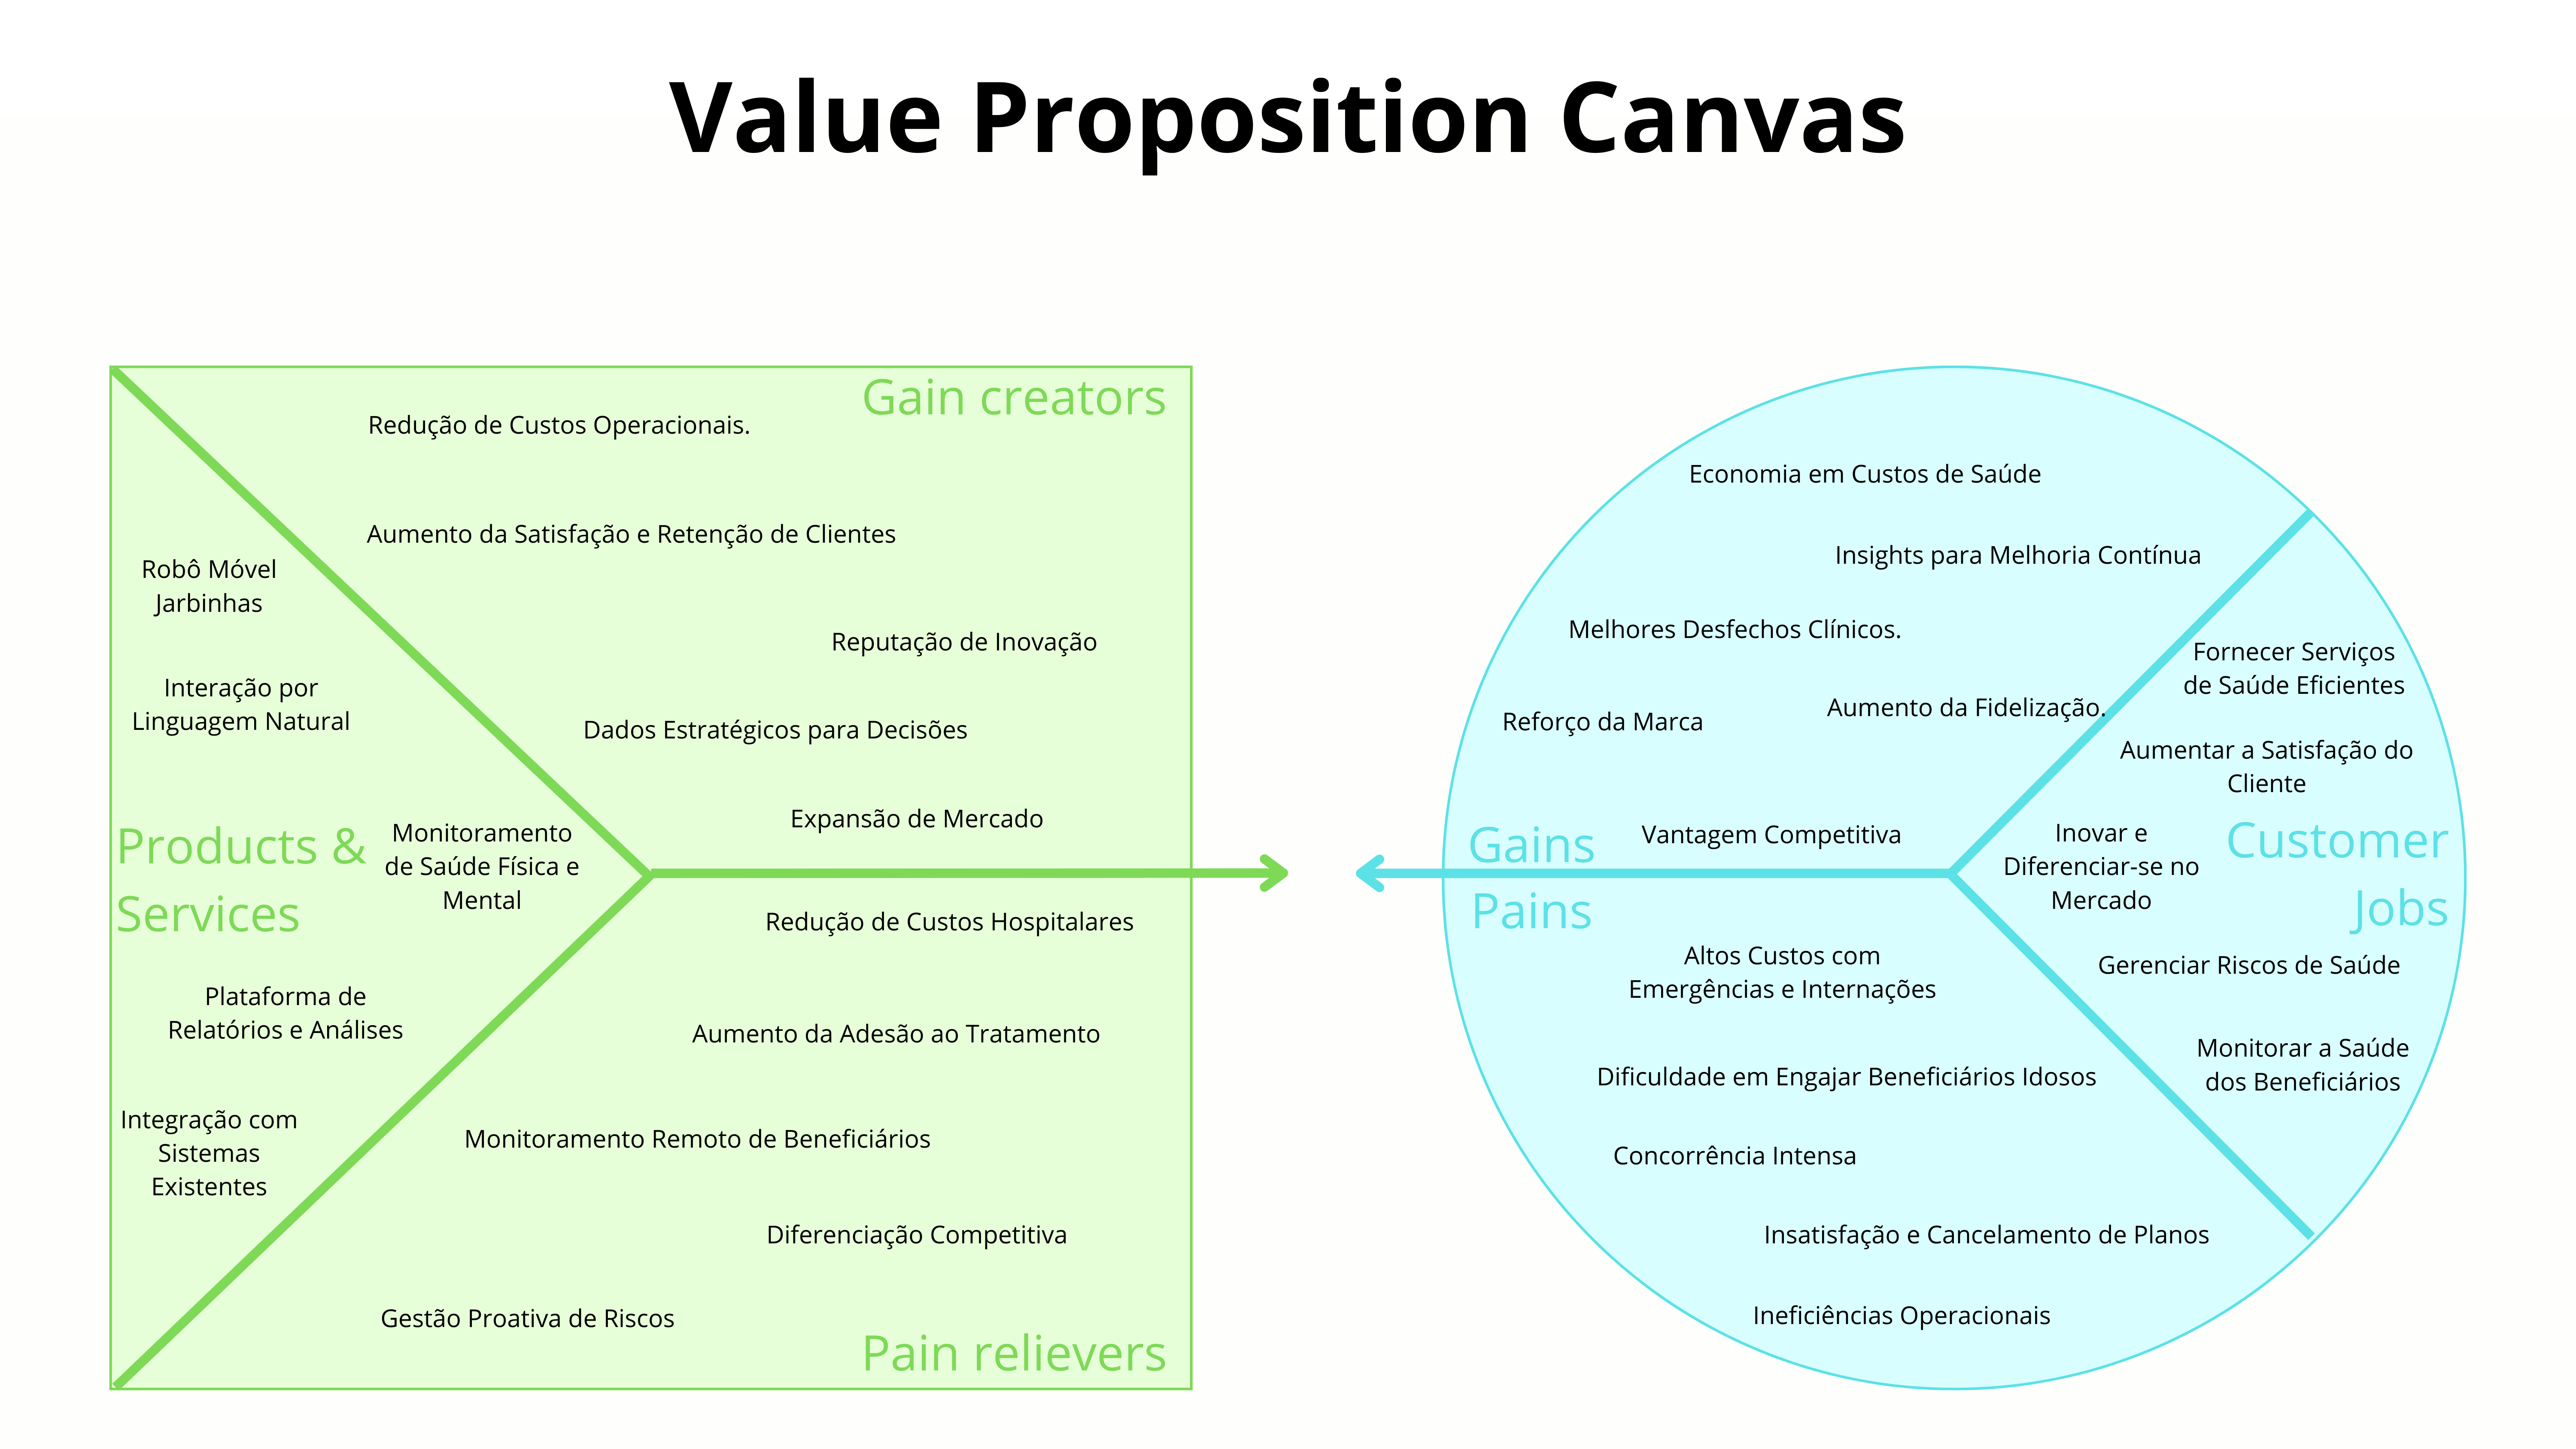 Value Proposition Canvas
Gain creators
Redução de Custos Operacionais.
Aumento da Satisfação e Retenção de Clientes
Reputação de Inovação
Dados Estratégicos para Decisões
Expansão de Mercado
Robô Móvel
Jarbinhas
Interação por
Linguagem Natural
Products &
Services
Monitoramento
de Saúde Física e
Mental
Plataforma de
Relatórios e Análises
Integração com
Sistemas
Existentes
Redução de Custos Hospitalares
Aumento da Adesão ao Tratamento
Monitoramento Remoto de Beneficiários
Diferenciação Competitiva
Gestão Proativa de Riscos
Pain relievers
Economia em Custos de Saúde
Insights para Melhoria Contínua
Melhores Desfechos Clínicos.
Aumento da Fidelização.
Reforço da Marca
Vantagem Competitiva
Gains
Pains
Altos Custos com
Emergências e Internações
Dificuldade em Engajar Beneficiários Idosos
Concorrência Intensa
Insatisfação e Cancelamento de Planos
Ineficiências Operacionais
Fornecer Serviços
de Saúde Eficientes
Aumentar a Satisfação do
Cliente
Inovar e
Diferenciar-se no
Mercado
Customer
Jobs
Gerenciar Riscos de Saúde
Monitorar a Saúde
dos Beneficiários